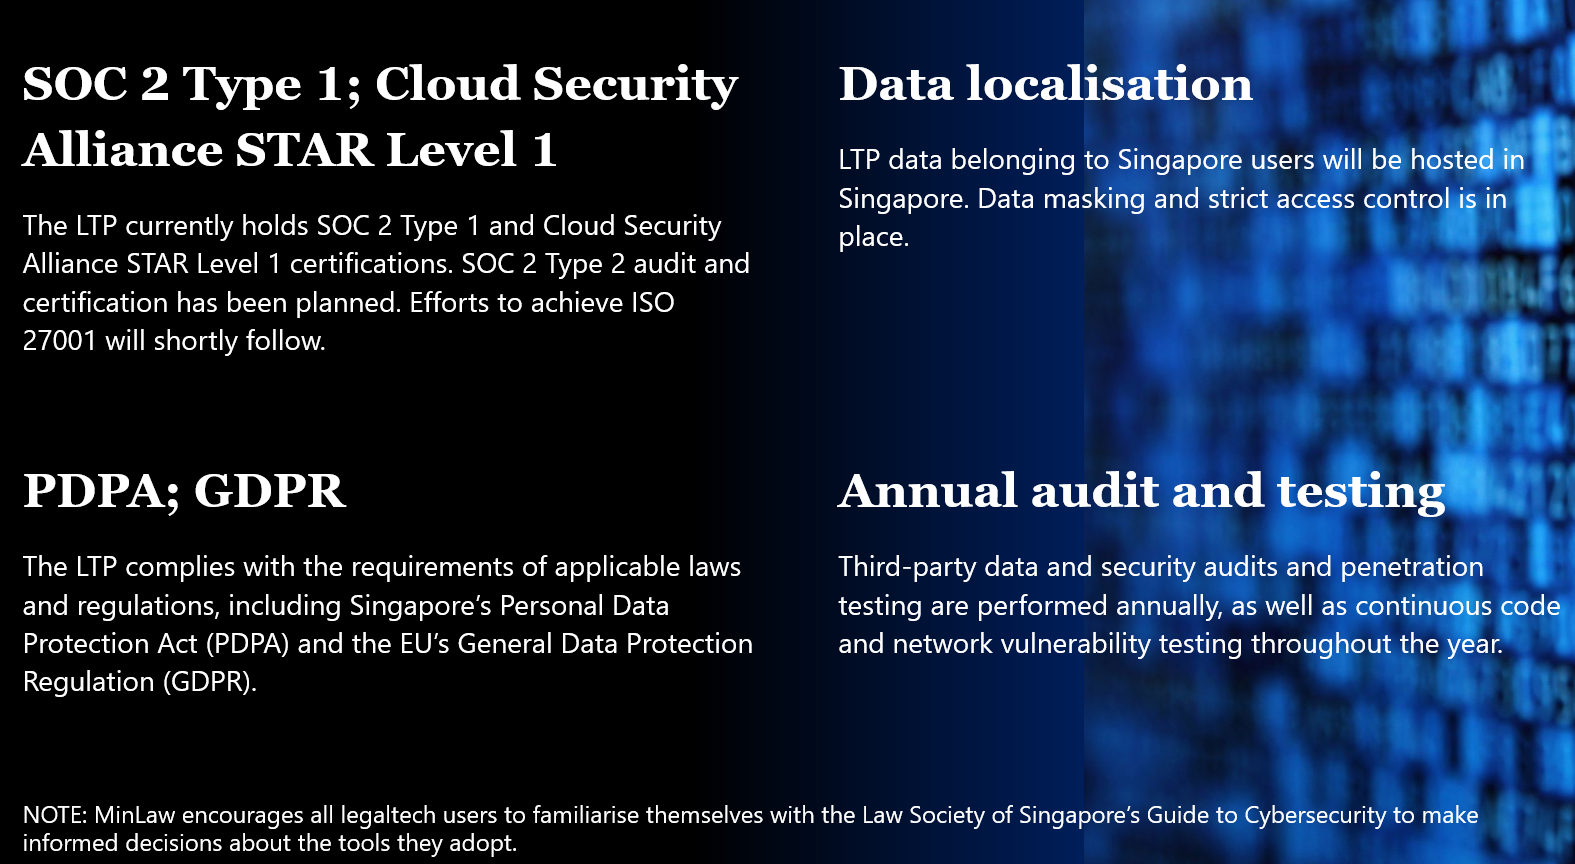 SOC 2 Type 1; Cloud Security
Alliance STAR Level 1
The LTP currently holds SOC 2 Type 1 and Cloud Security
Alliance STAR Level 1 certifications. SOC 2 Type 2 audit and
certification has been planned. Efforts to achieve ISO
27001 will shortly follow.
Data localisation
LTP data belonging to Singapore users will be hosted in
Singapore. Data masking and strict access control is in
place.
PDPA; GDPR
The LTP complies with the requirements of applicable laws
and regulations, including Singapore’s Personal Data
Protection Act (PDPA) and the EU’s General Data Protection
Regulation (GDPR).
Annual audit and testing
Third-party data and security audits and penetration
testing are performed annually, as well as continuous code
and network vulnerability testing throughout the year.
NOTE: MinLaw encourages all legaltech users to familiarise themselves with the Law Society of Singapore’s Guide to Cybersecurity to make
informed decisions about the tools they adopt.